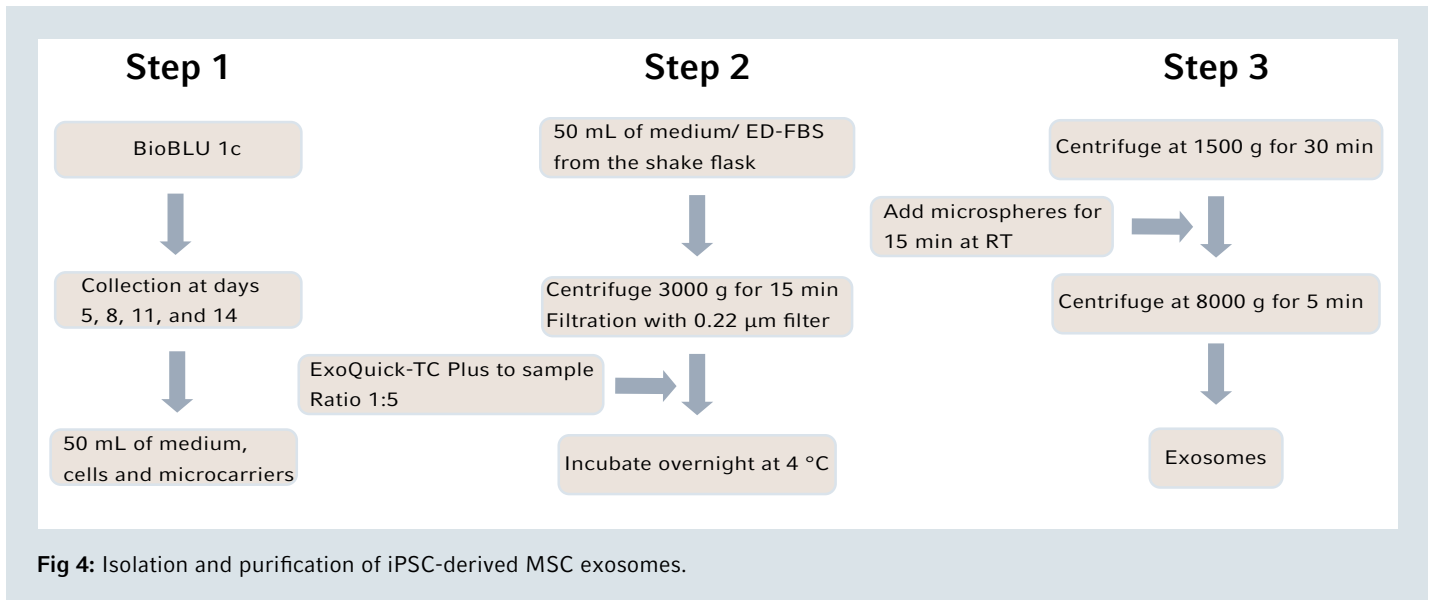 Step 1
BioBLU 1c
Collection at days
5, 8, 11, and 14
50 mL of medium,
cells and microcarriers
Step 2
50 mL of medium/ ED-FBS
from the shake flask
Centrifuge 3000 g for 15 min
Filtration with 0.22 µm filter
ExoQuick-TC Plus to sample
Ratio 1:5
Incubate overnight at 4 °C
Step 3
Centrifuge at 1500 g for 30 min
Add microspheres for
15 min at RT
Centrifuge at 8000 g for 5 min
Exosomes
Fig 4: Isolation and purification of iPSC-derived MSC exosomes.